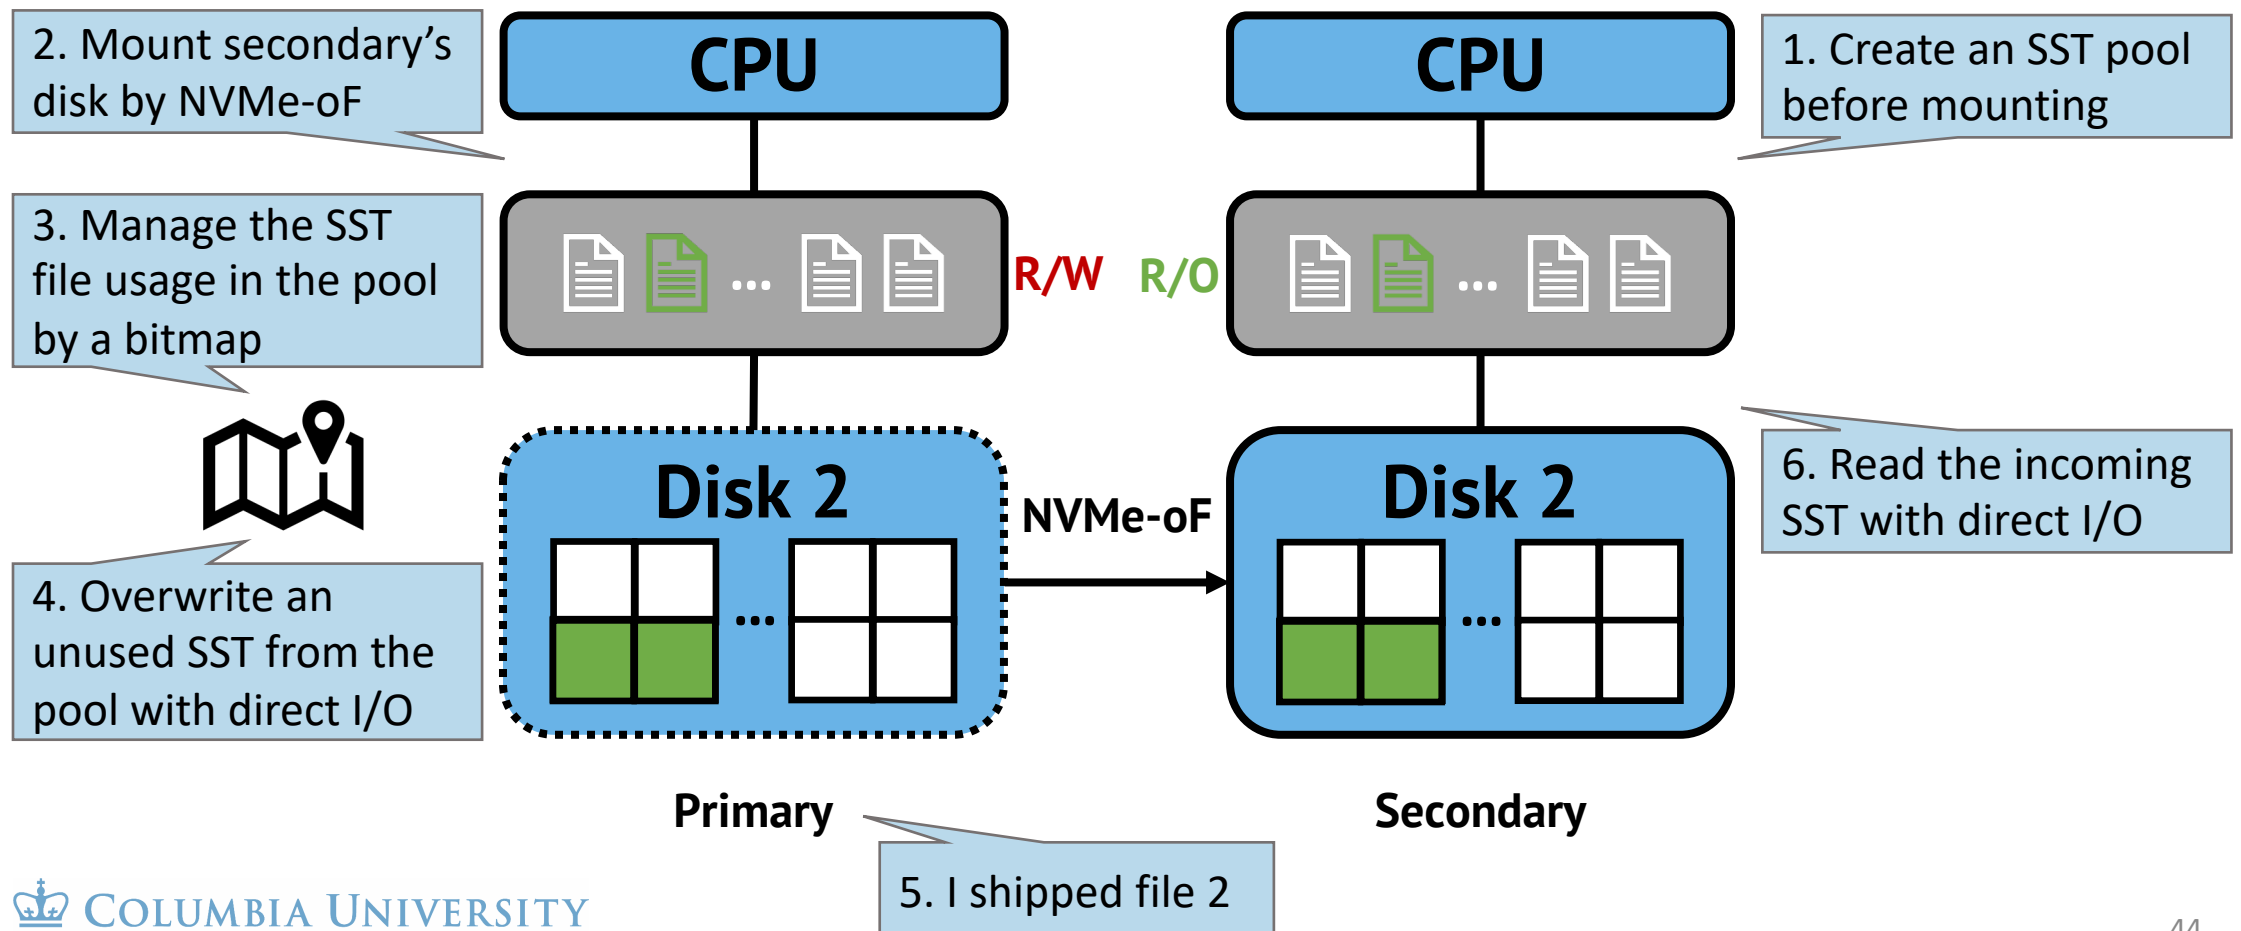 2. Mount secondary's
disk by NVMe-oF
CPU
CPU
1. Create an SST pool
before mounting
3. Manage the SST
file usage in the pool
by a bitmap
...
R/W
R/O
...
4. Overwrite an
unused SST from the
pool with direct I/O
Disk 2
...
NVMe-oF
Disk 2
...
6. Read the incoming
SST with direct I/O
Primary
Secondary
5. I shipped file 2
COLUMBIA UNIVERSITY
44